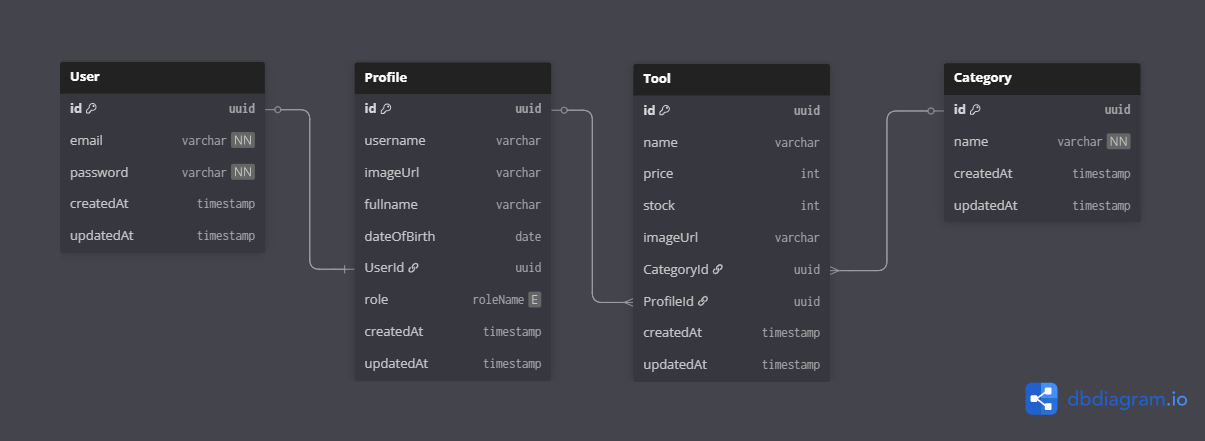 User
id uuid
email varchar NN
password varchar NN
createdAt timestamp
updatedAt timestamp
Profile
id uuid
username varchar
imageUrl varchar
fullname varchar
dateOfBirth date
UserId uuid
role roleName E
createdAt timestamp
updatedAt timestamp
Tool
id uuid
name varchar
price int
stock int
imageUrl varchar
CategoryId uuid
ProfileId uuid
createdAt timestamp
updatedAt timestamp
Category
id uuid
name varchar NN
createdAt timestamp
updatedAt timestamp
dbdiagram.io